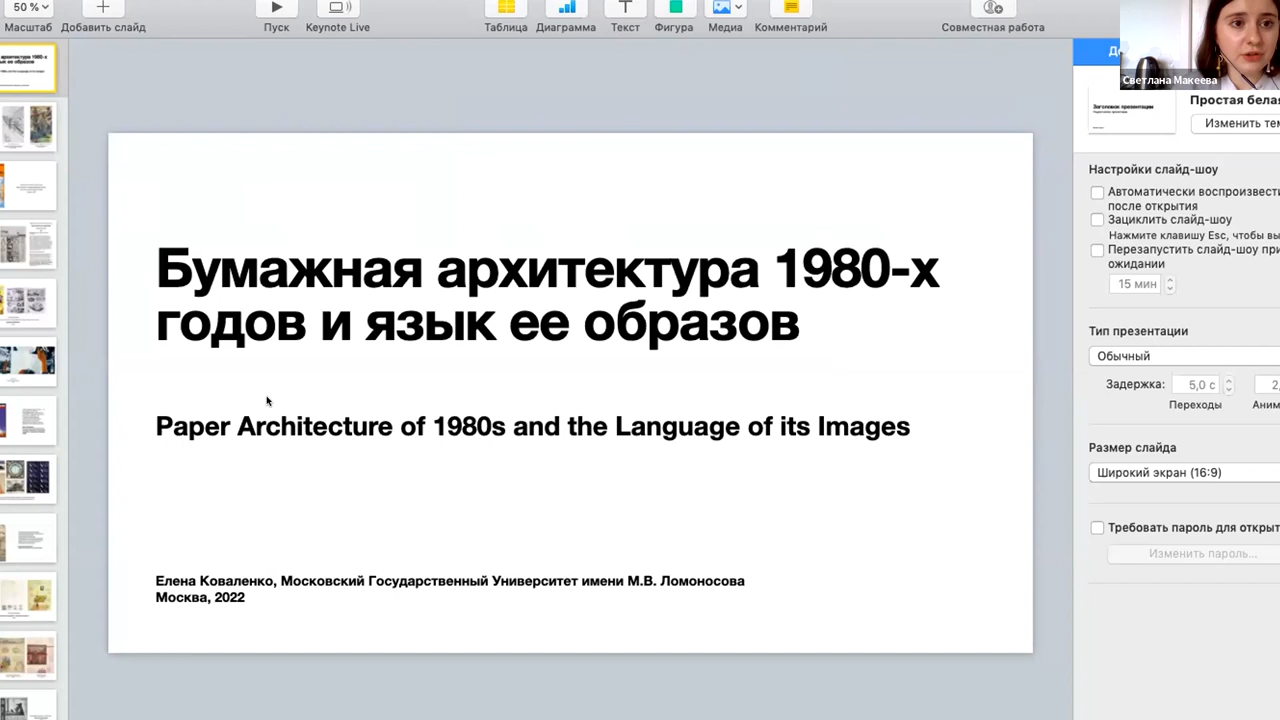 50 %
Масштаб
Добавить слайд
Пуск
Keynote Live
Таблица
Диаграмма
Текст
Фигура
Медиа
Комментарий
Совместная работа
Светлана Макеева
Заголовок презентации
Простая белая
Изменить тем
Настройки слайд-шоу
Автоматически воспроизвести
после открытия
Зациклить слайд-шоу
Нажмите клавишу Esc, чтобы вы
Перезапустить слайд-шоу при
ожидании
15 мин
Тип презентации
Обычный
Задержка:
5,0 с
2,
Переходы
Аним
Размер слайда
Широкий экран (16:9)
Требовать пароль для открыт
Изменить пароль...
Бумажная архитектура 1980-х
годов и язык ее образов
Paper Architecture of 1980s and the Language of its Images
Елена Коваленко, Московский Государственный Университет имени М.В. Ломоносова
Москва, 2022